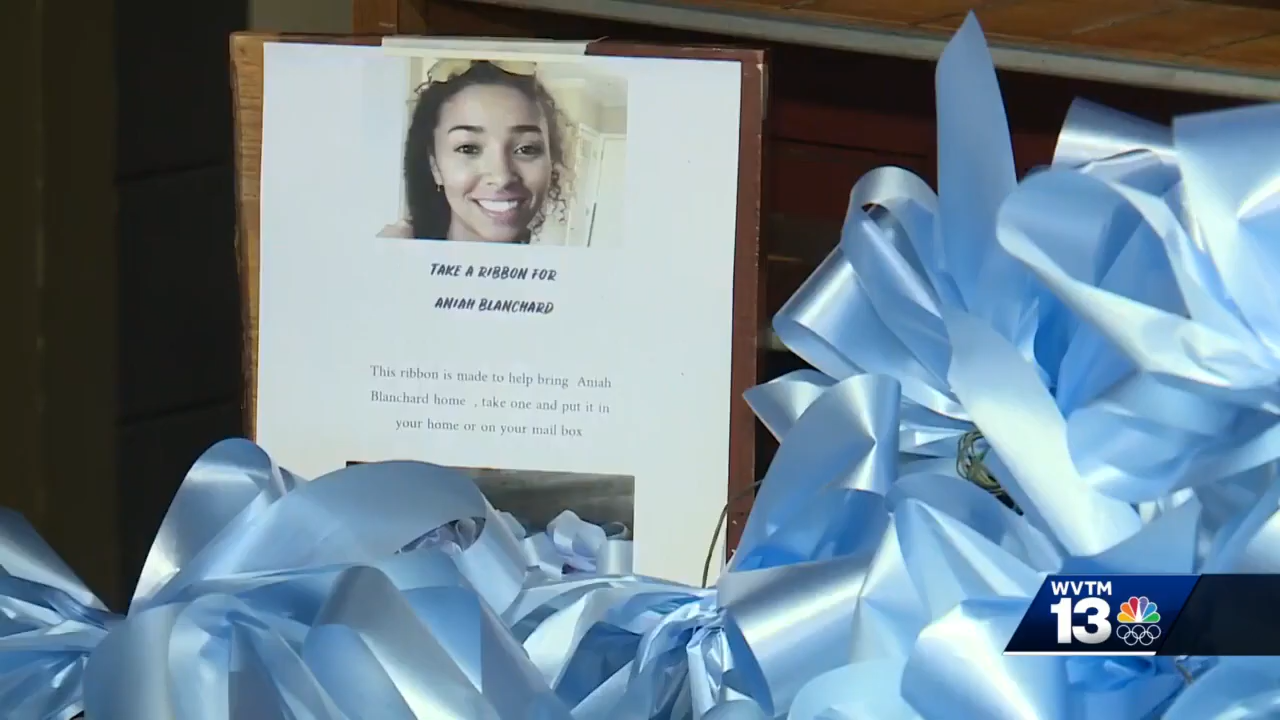 TAKE A RIBBON FOR
ANIAH BLANCHARD
This ribbon is made to help bring Aniah
Blanchard home , take one and put it in
your home or on your mail box
WVTM
13